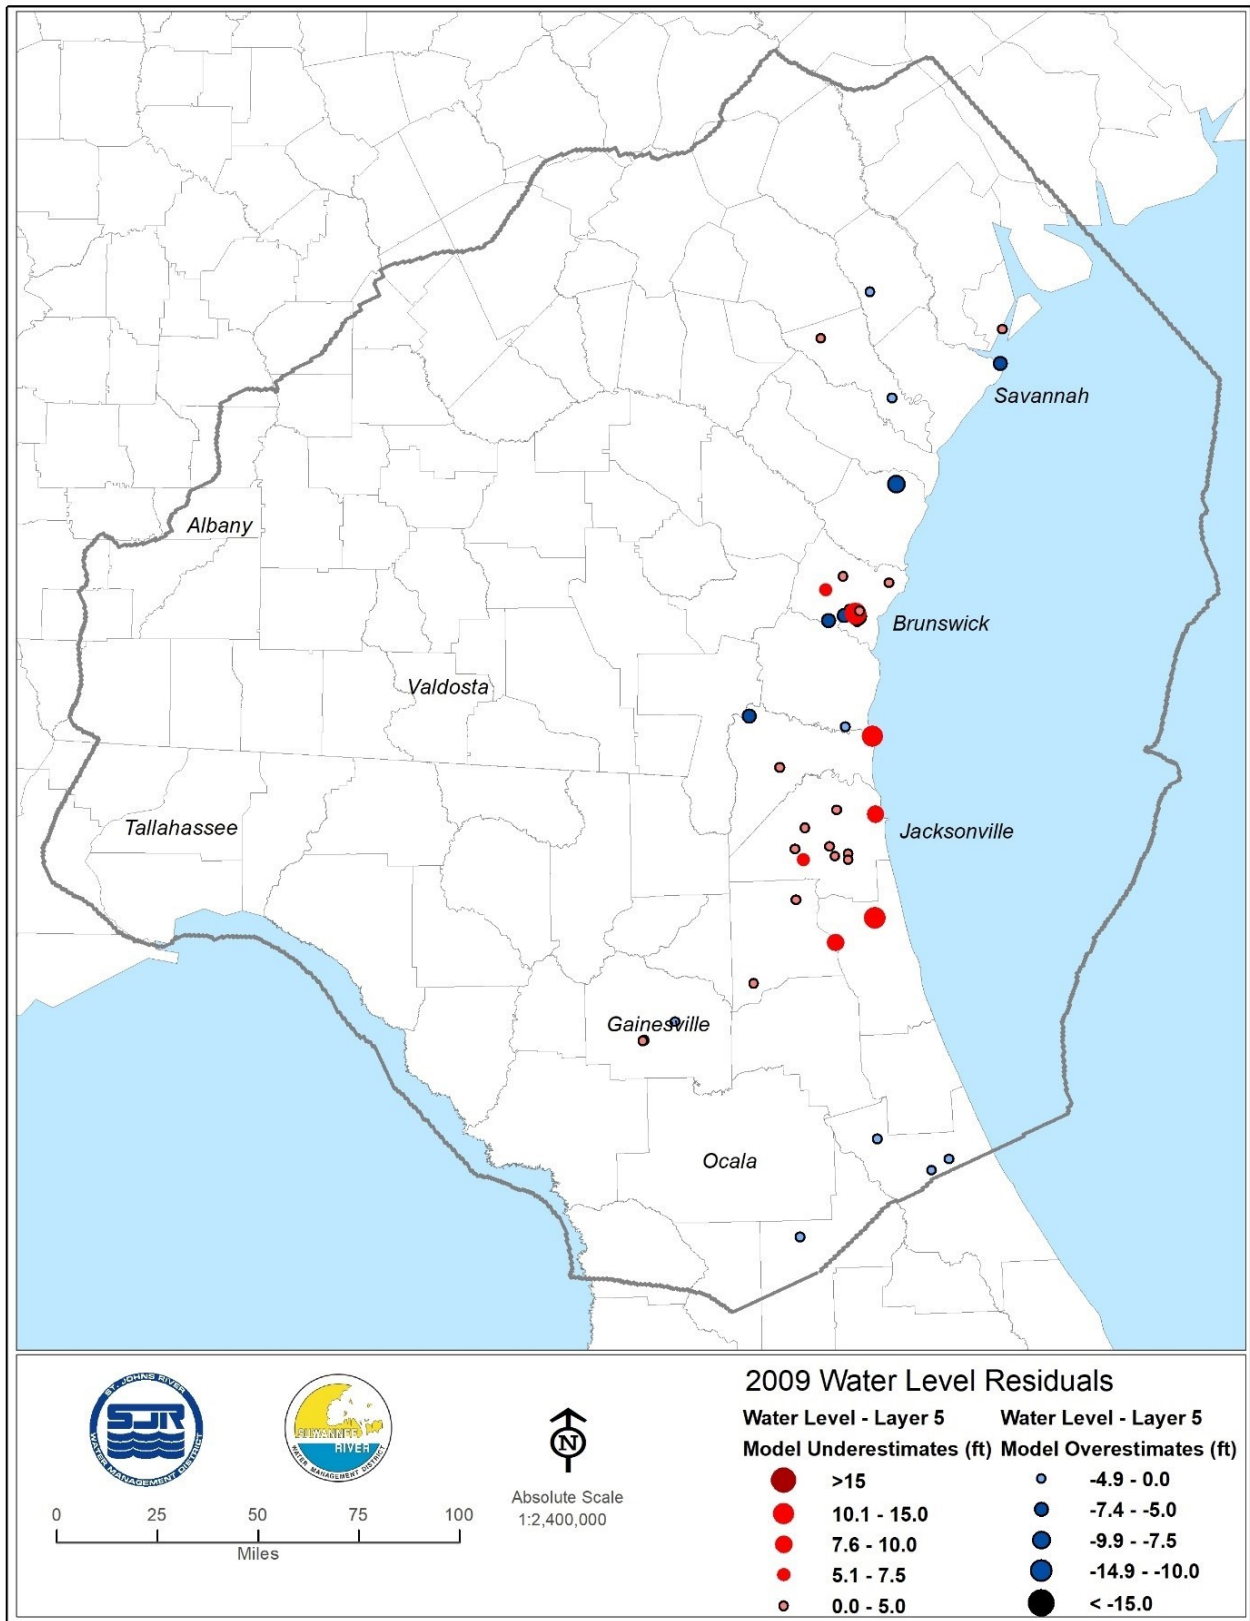 Savannah
Albany
Brunswick
Valdosta
Tallahassee
Jacksonville
Gainesville
Ocala
ST. JOHNS RIVER
SJR
WATER MANAGEMENT DISTRICT
SUWANNEE
RIVER
WATER MANAGEMENT DISTRICT
0 25 50 75 100
Miles
N
Absolute Scale
1:2,400,000
2009 Water Level Residuals
Water Level - Layer 5
Model Underestimates (ft)
>15
10.1 - 15.0
7.6 - 10.0
5.1 - 7.5
0.0 - 5.0
Water Level - Layer 5
Model Overestimates (ft)
-4.9 - 0.0
-7.4 - -5.0
-9.9 - -7.5
-14.9 - -10.0
< -15.0